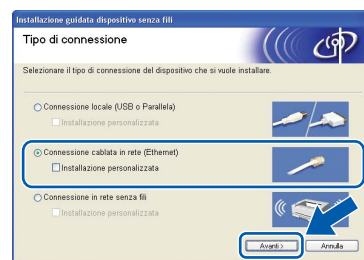 Installazione guidata dispositivo senza fili
Tipo di connessione
Selezionare il tipo di connessione del dispositivo che si vuole installare.
Connessione locale (USB o Parallela)
Installazione personalizzata
Connessione cablata in rete (Ethernet)
Installazione personalizzata
Connessione in rete senza fili
Installazione personalizzata
Avanti > Annulla